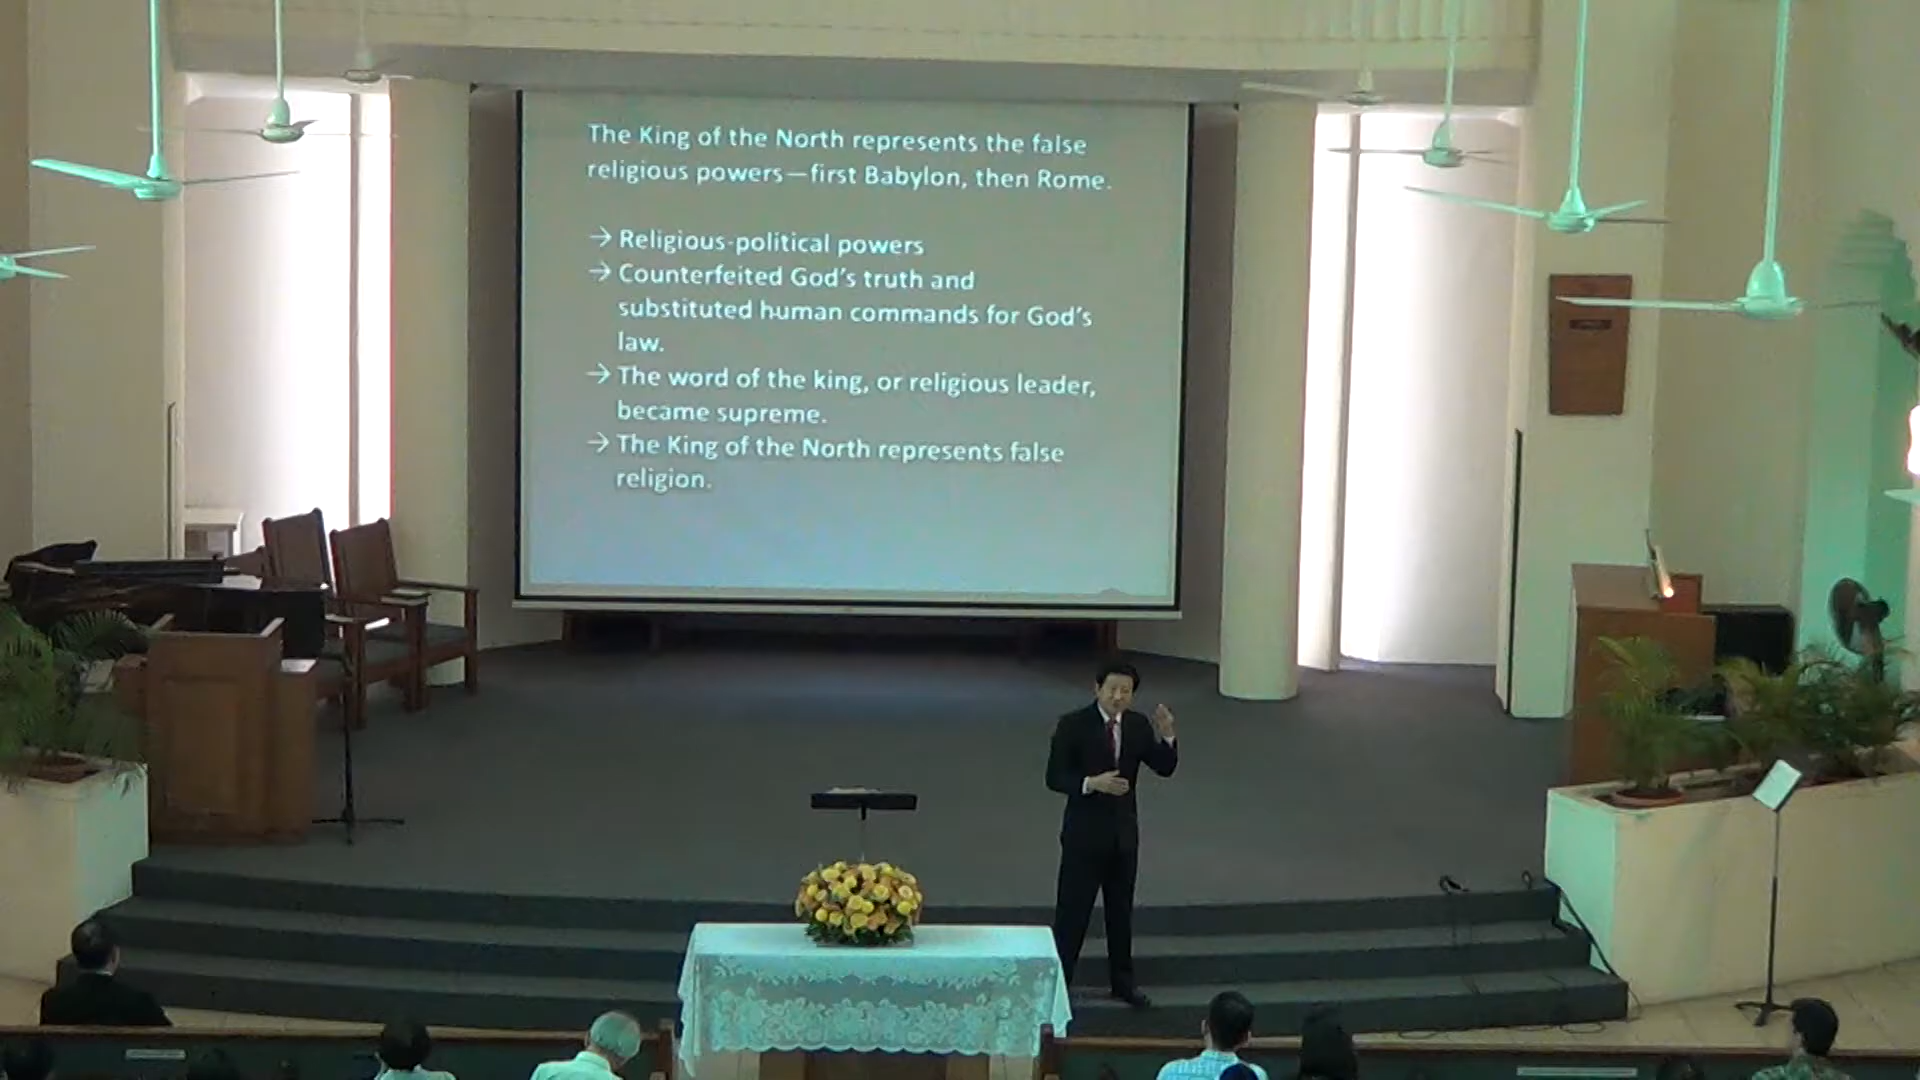 The King of the North represents the false
religious powers—first Babylon, then Rome.
→ Religious-political powers
→ Counterfeited God's truth and
substituted human commands for God's
law.
→ The word of the king, or religious leader,
became supreme.
→ The King of the North represents false
religion.